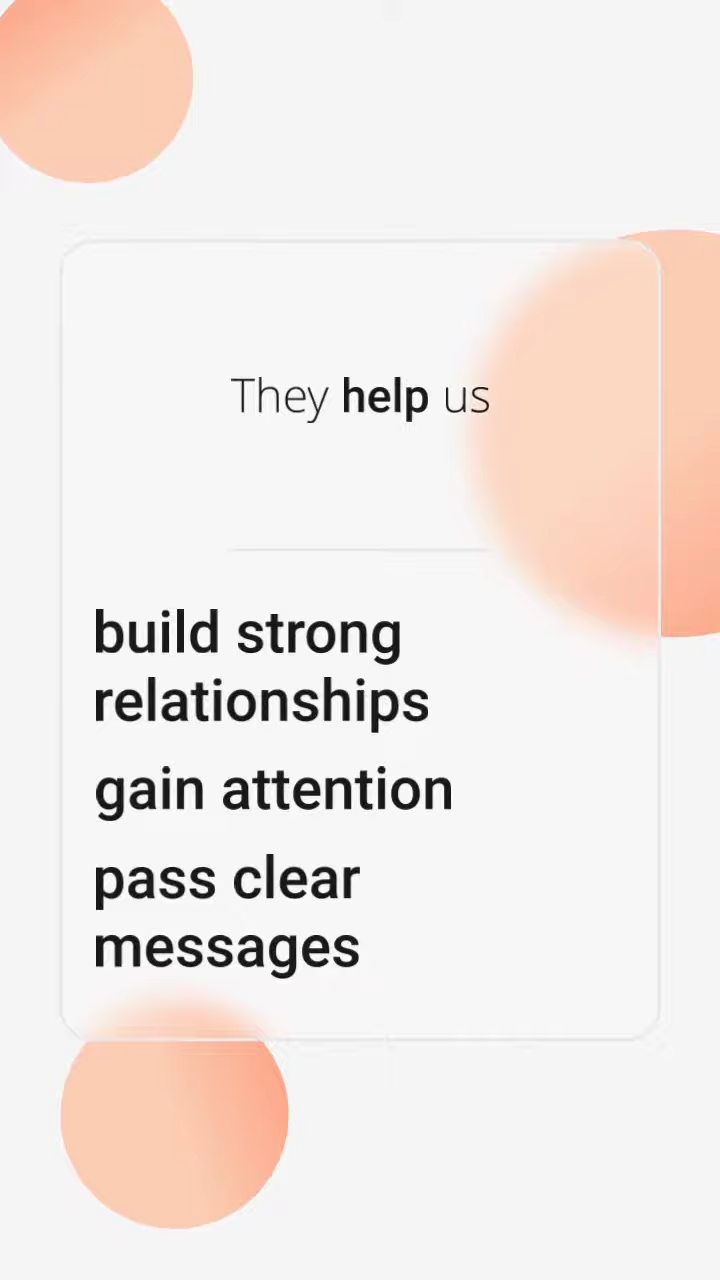 They help us
build strong
relationships
gain attention
pass clear
messages